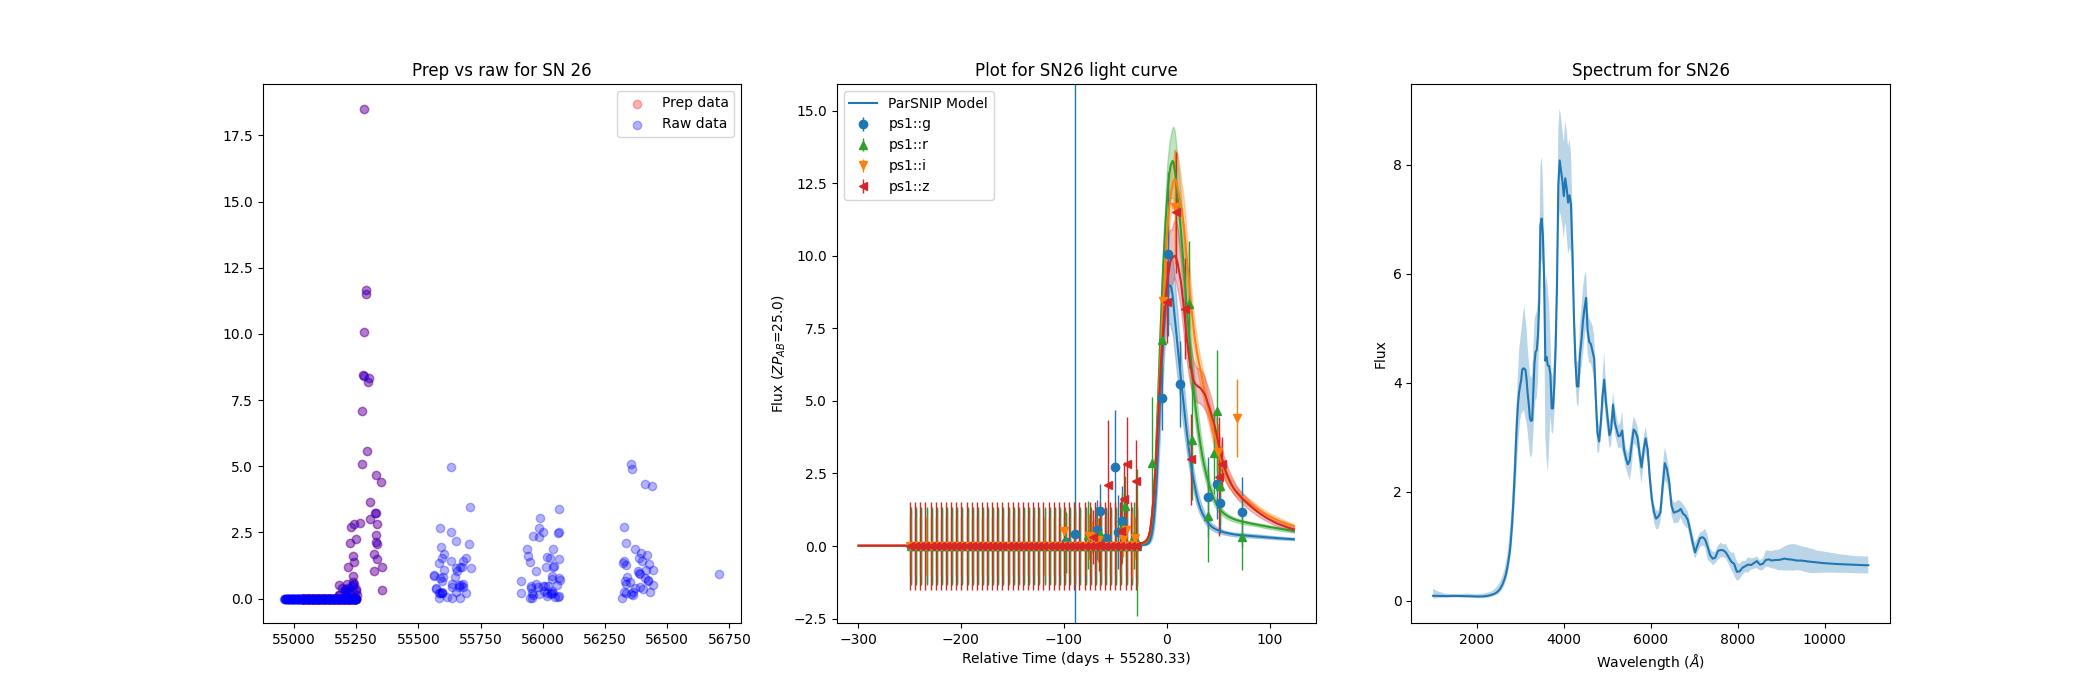 Prep vs raw for SN 26
Prep data
Raw data
17.5
15.0
12.5
10.0
7.5
5.0
2.5
0.0
55000 55250 55500 55750 56000 56250 56500 56750
Plot for SN26 light curve
ParSNIP Model
ps1::g
ps1::r
ps1::i
ps1::z
Flux (ZP_AB=25.0)
15.0
12.5
10.0
7.5
5.0
2.5
0.0
−2.5
−300 −200 −100 0 100
Relative Time (days + 55280.33)
Spectrum for SN26
Flux
8
6
4
2
0
2000 4000 6000 8000 10000
Wavelength (Å)